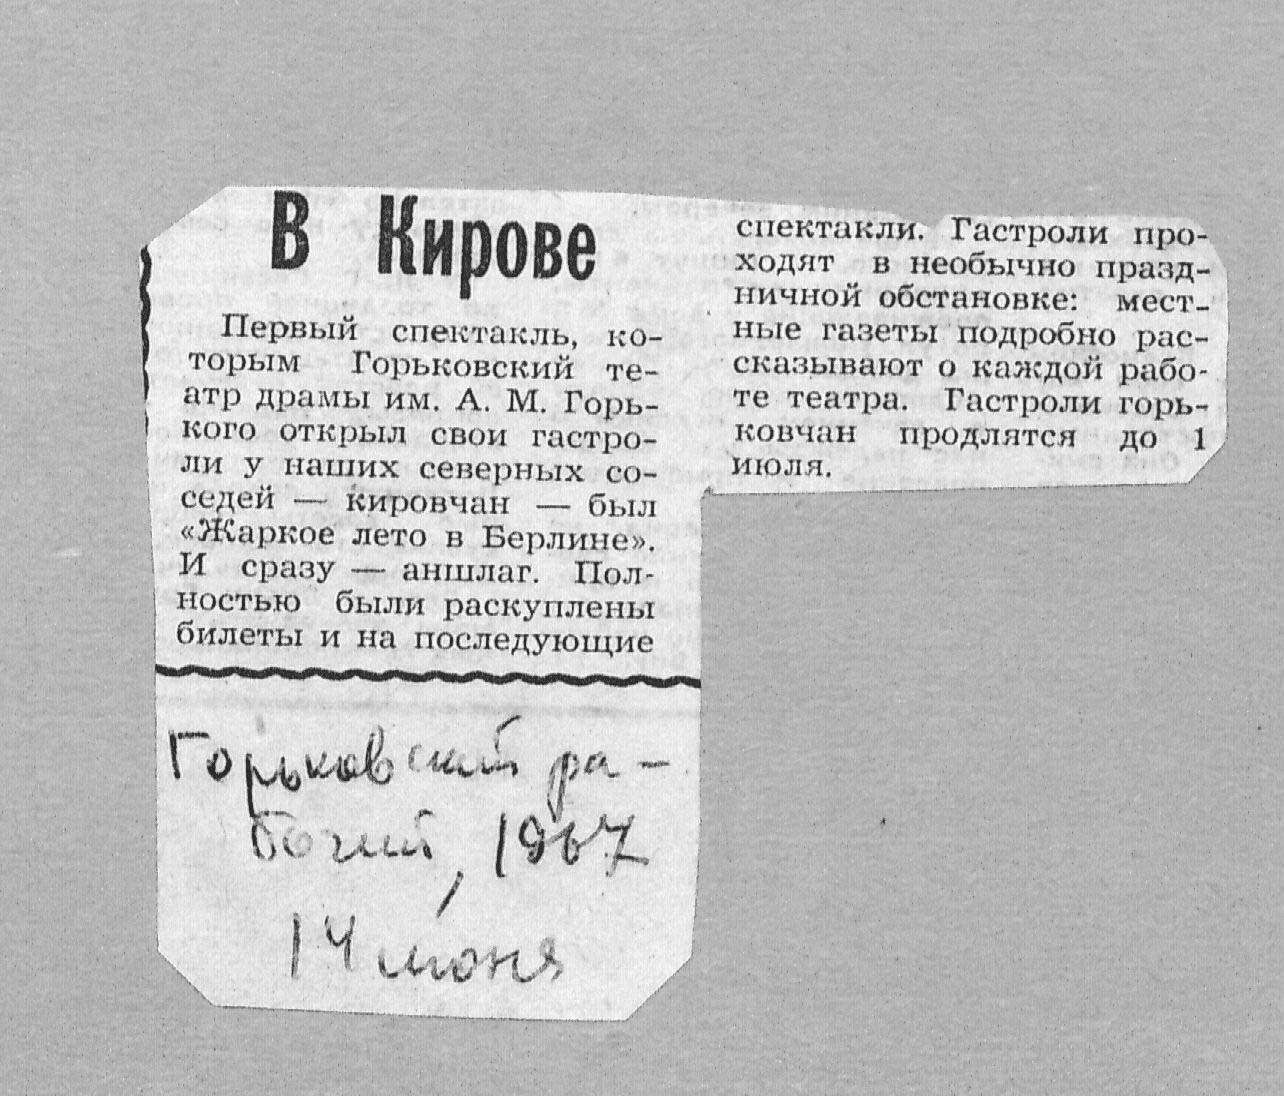 В Кирове
Первый спектакль, ко-
торым Горьковский те-
атр драмы им. А. М. Горь-
кого открыл свои гастро-
ли у наших северных со-
седей — кировчан — был
«Жаркое лето в Берлине».
И сразу — аншлаг. Пол-
ностью были раскуплены
билеты и на последующие
спектакли. Гастроли про-
ходят в необычно празд-
ничной обстановке: мест-
ные газеты подробно рас-
сказывают о каждой рабо-
те театра. Гастроли горь-
ковчан продлятся до 1
июля.
Горьковский ра-
бочий, 1967
14 июня